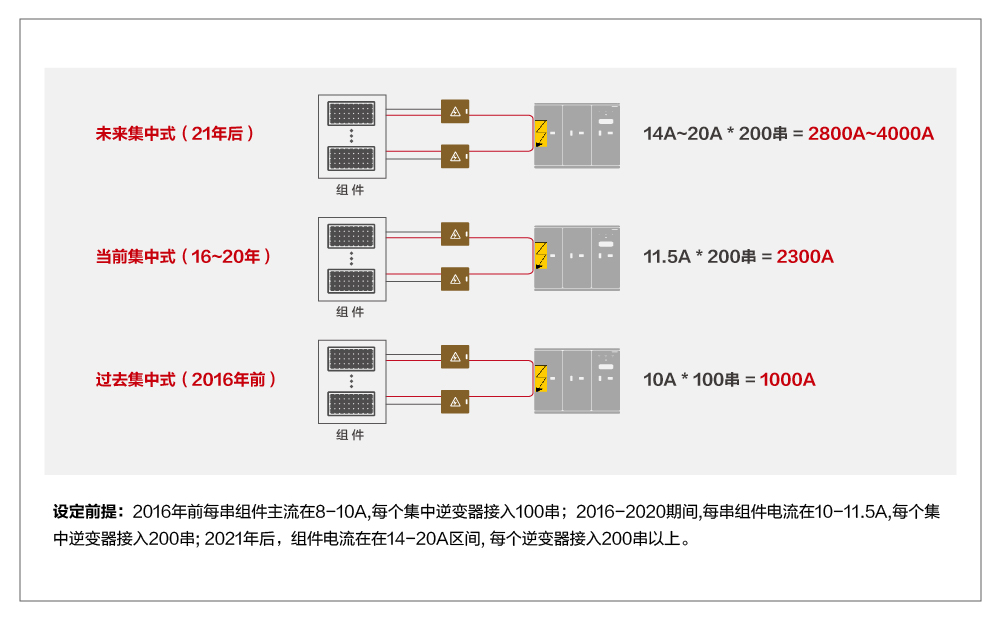 未来集中式（21年后）
14A~20A * 200串 = 2800A~4000A
组 件
当前集中式（16~20年）
11.5A * 200串 = 2300A
组 件
过去集中式（2016年前）
10A * 100串 = 1000A
组 件
设定前提：2016年前每串组件主流在8-10A,每个集中逆变器接入100串；2016-2020期间,每串组件电流在10-11.5A,每个集
中逆变器接入200串; 2021年后，组件电流在在14-20A区间, 每个逆变器接入200串以上。